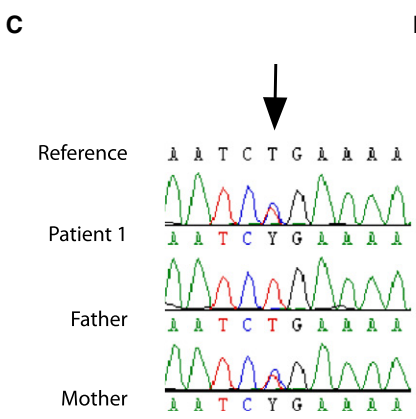 C
Reference A A T C T G A A A A
Patient 1 A A T C Y G A A A A
Father A A T C T G A A A A
Mother A A T C Y G A A A A